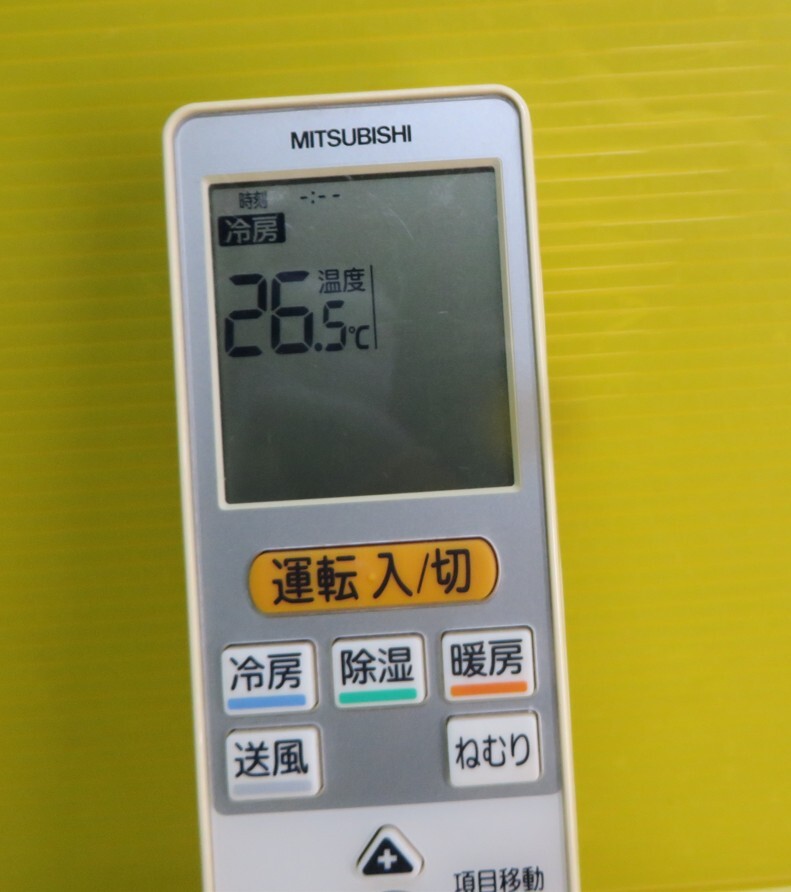 MITSUBISHI
時刻 -:--
冷房
温度
26.5℃
運転 入/切
冷房 除湿 暖房
送風 ねむり
+
項目移動